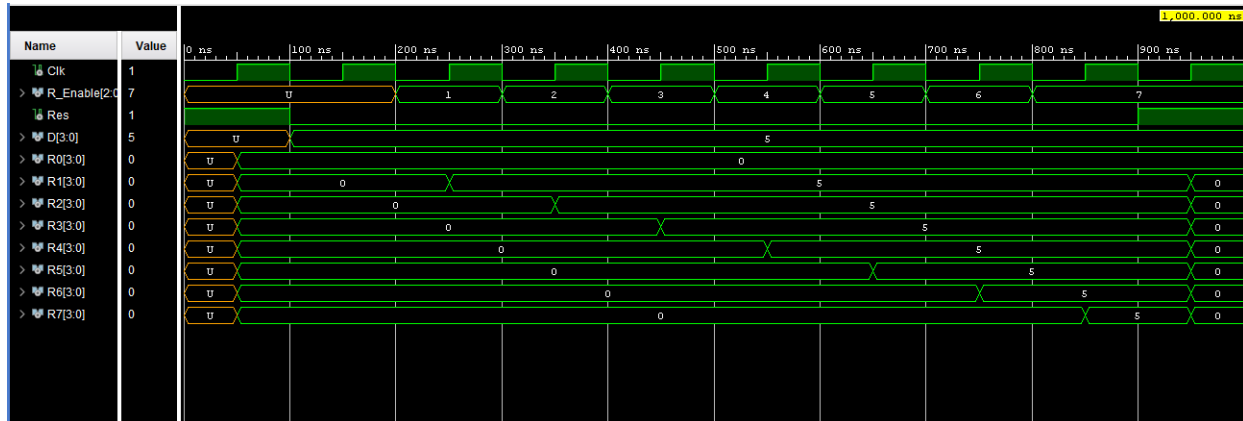 1,000.000 ns
Name Value 0 ns 100 ns 200 ns 300 ns 400 ns 500 ns 600 ns 700 ns 800 ns 900 ns
Clk 1
R_Enable[2:0 7 U 1 2 3 4 5 6 7
Res 1
D[3:0] 5 U 5
R0[3:0] 0 U 0
R1[3:0] 0 U 0 5 0
R2[3:0] 0 U 0 5 0
R3[3:0] 0 U 0 5 0
R4[3:0] 0 U 0 5 0
R5[3:0] 0 U 0 5 0
R6[3:0] 0 U 0 5 0
R7[3:0] 0 U 0 5 0